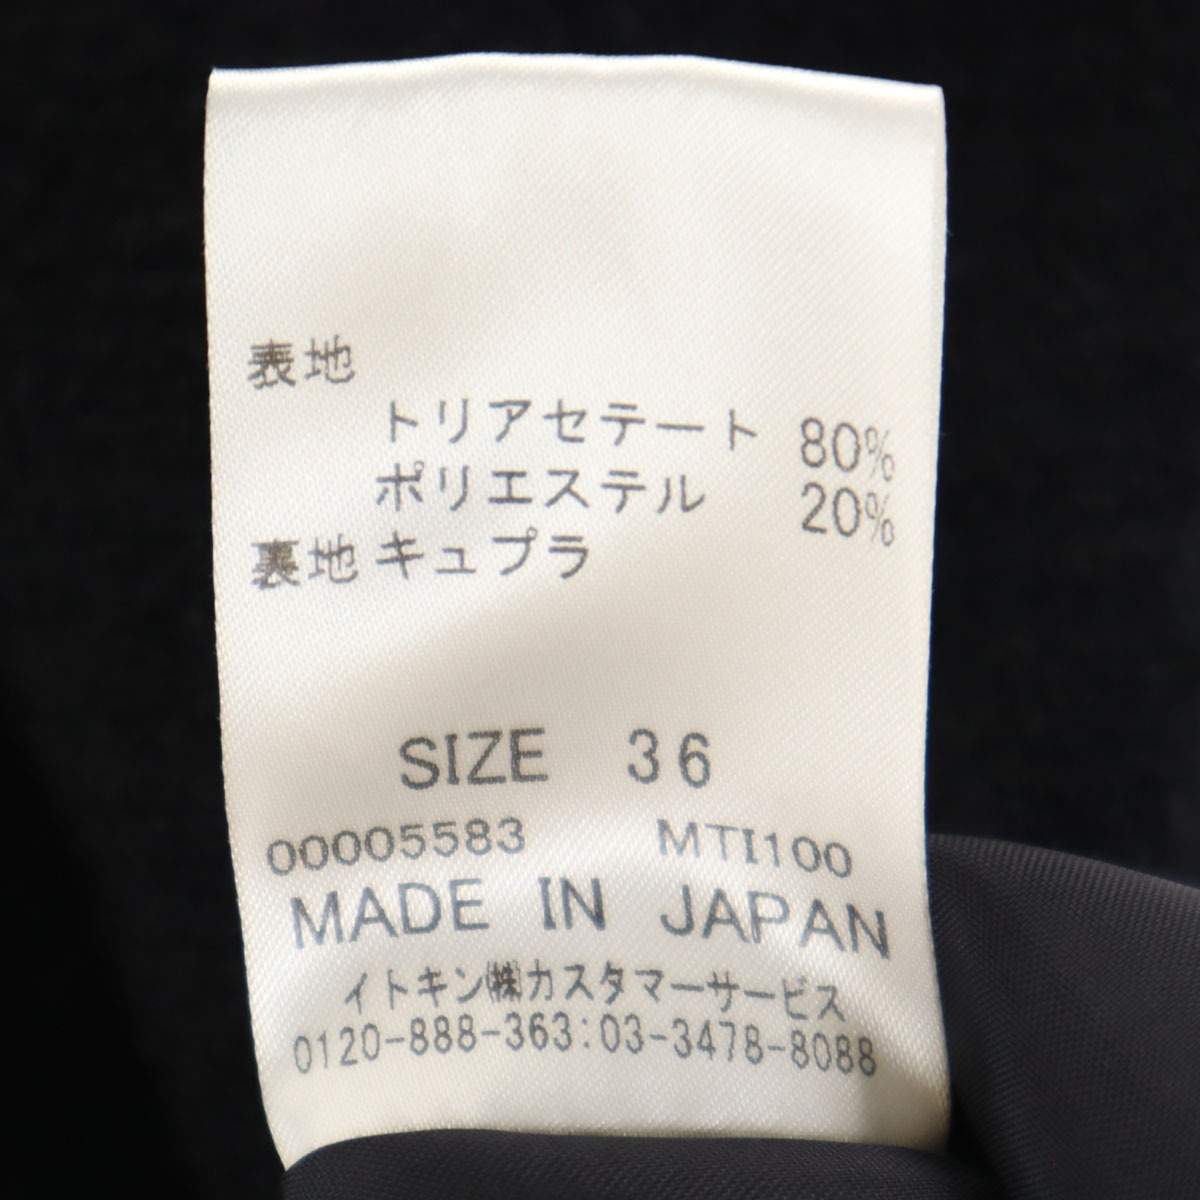 表地
トリアセテート 80%
ポリエステル 20%
裏地 キュプラ
SIZE 36
00005583 MTI100
MADE IN JAPAN
イトキン㈱カスタマーサービス
0120-888-363:03-3478-8088